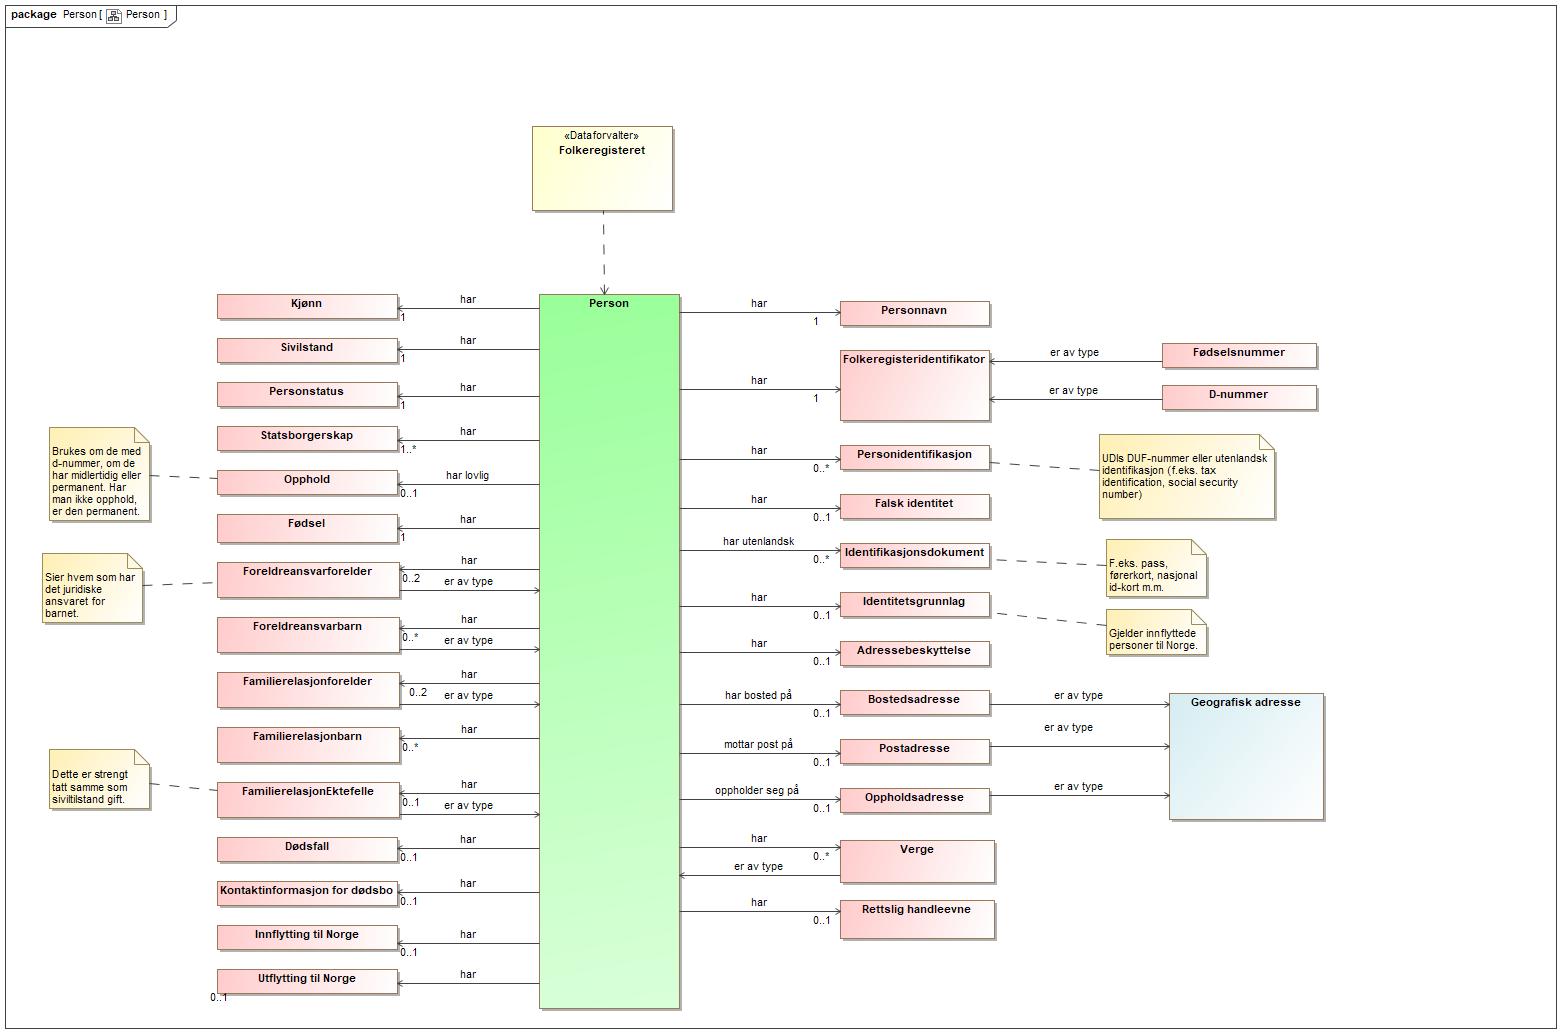 package Person [ Person ]
«Dataforvalter»
Folkeregisteret
Person
Kjønn
har
1
Sivilstand
har
1
Personstatus
har
1
Statsborgerskap
har
1..*
Brukes om de med
d-nummer, om de
har midlertidig eller
permanent. Har
man ikke opphold,
er den permanent.
Opphold
har lovlig
0..1
Fødsel
har
1
Sier hvem som har
det juridiske
ansvaret for
barnet.
Foreldreansvarforelder
har
0..2
er av type
Foreldreansvarbarn
har
0..*
er av type
Familierelasjonforelder
har
0..2
er av type
Familierelasjonbarn
har
0..*
Dette er strengt
tatt samme som
siviltilstand gift.
FamilierelasjonEktefelle
har
0..1
er av type
Dødsfall
har
0..1
Kontaktinformasjon for dødsbo
har
0..1
Innflytting til Norge
har
0..1
Utflytting til Norge
har
0..1
har
1
Personnavn
har
1
Folkeregisteridentifikator
er av type
Fødselsnummer
er av type
D-nummer
har
0..*
Personidentifikasjon
UDIs DUF-nummer eller utenlandsk
identifikasjon (f.eks. tax
identification, social security
number)
har
0..1
Falsk identitet
har utenlandsk
0..*
Identifikasjonsdokument
F.eks. pass,
førerkort, nasjonal
id-kort m.m.
har
0..1
Identitetsgrunnlag
Gjelder innflyttede
personer til Norge.
har
0..1
Adressebeskyttelse
har bosted på
0..1
Bostedsadresse
er av type
Geografisk adresse
mottar post på
0..1
Postadresse
er av type
oppholder seg på
0..1
Oppholdsadresse
er av type
har
0..*
Verge
er av type
har
0..1
Rettslig handleevne